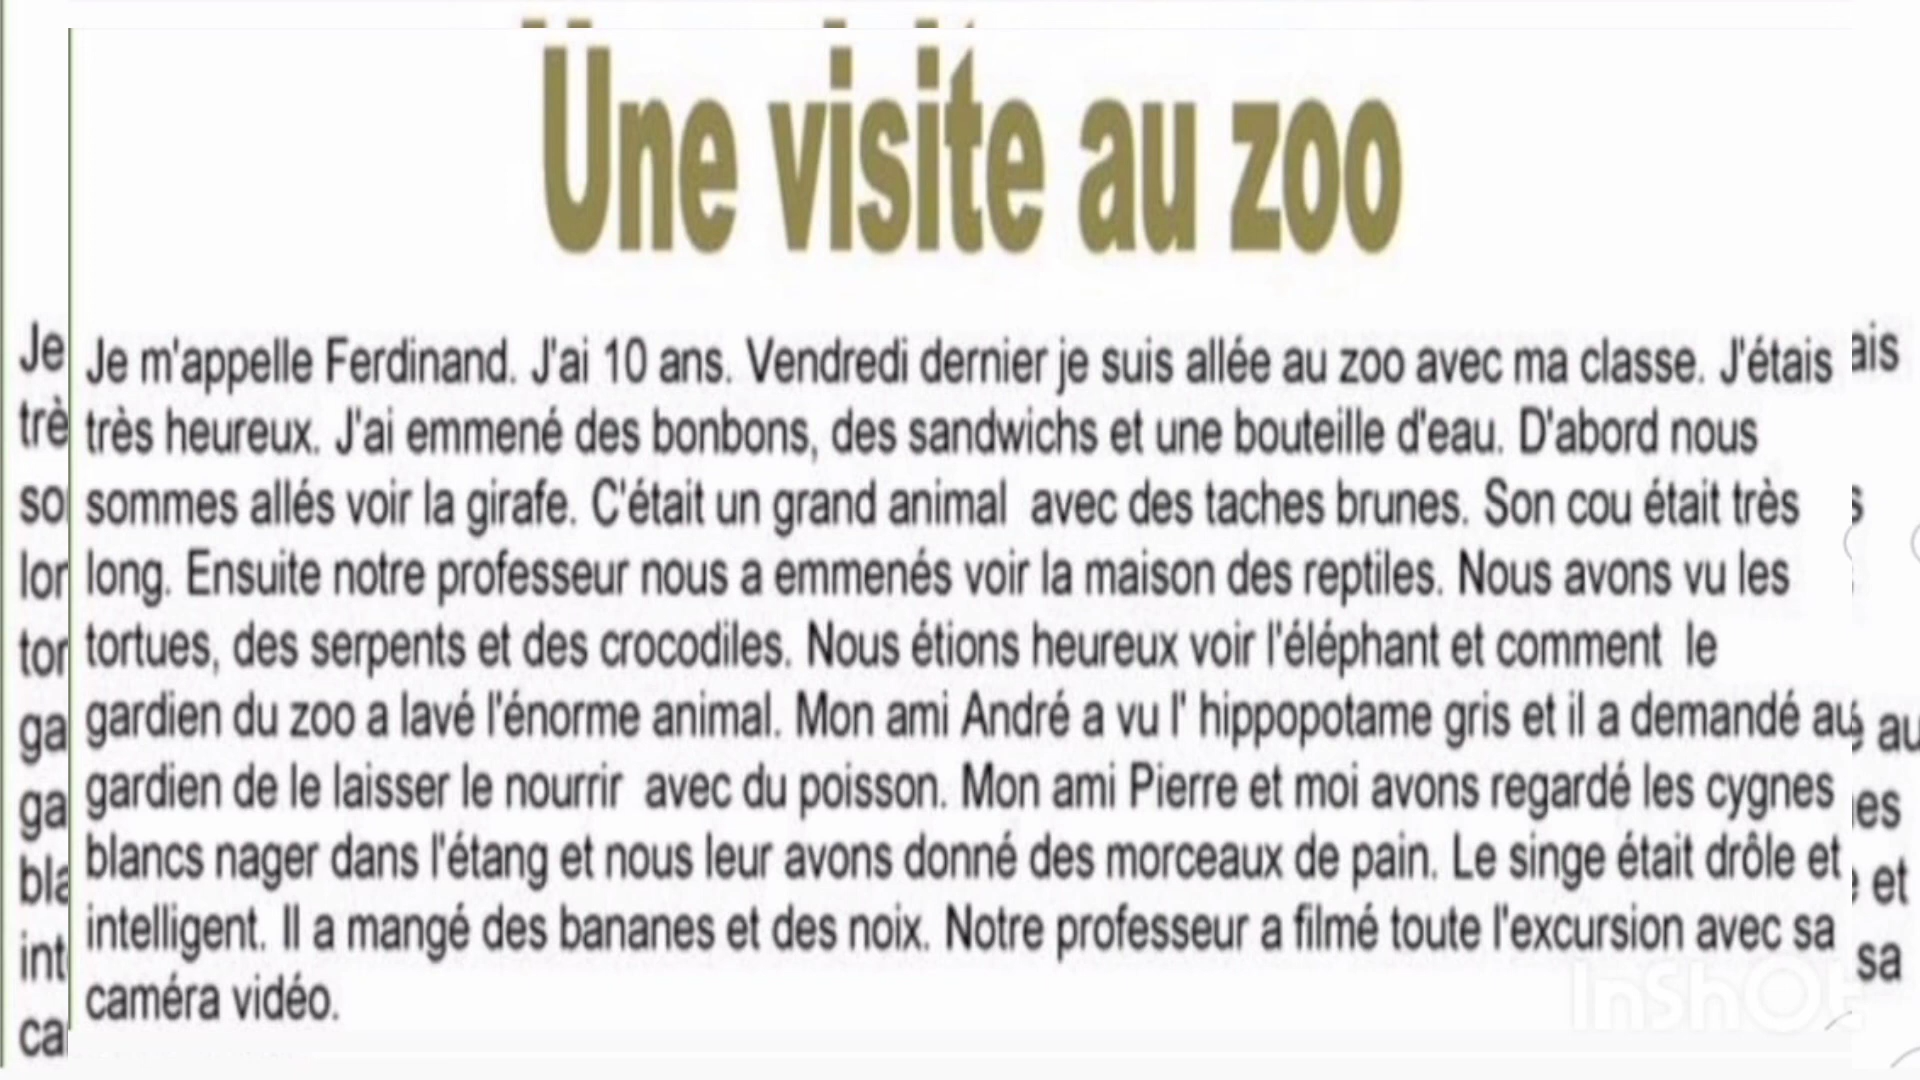 Une visite au zoo
Je m'appelle Ferdinand. J'ai 10 ans. Vendredi dernier je suis allée au zoo avec ma classe. J'étais
très heureux. J'ai emmené des bonbons, des sandwichs et une bouteille d'eau. D'abord nous
sommes allés voir la girafe. C'était un grand animal avec des taches brunes. Son cou était très
long. Ensuite notre professeur nous a emmenés voir la maison des reptiles. Nous avons vu les
tortues, des serpents et des crocodiles. Nous étions heureux voir l'éléphant et comment le
gardien du zoo a lavé l'énorme animal. Mon ami André a vu l' hippopotame gris et il a demandé au
gardien de le laisser le nourrir avec du poisson. Mon ami Pierre et moi avons regardé les cygnes
blancs nager dans l'étang et nous leur avons donné des morceaux de pain. Le singe était drôle et
intelligent. Il a mangé des bananes et des noix. Notre professeur a filmé toute l'excursion avec sa
caméra vidéo.
InShOt